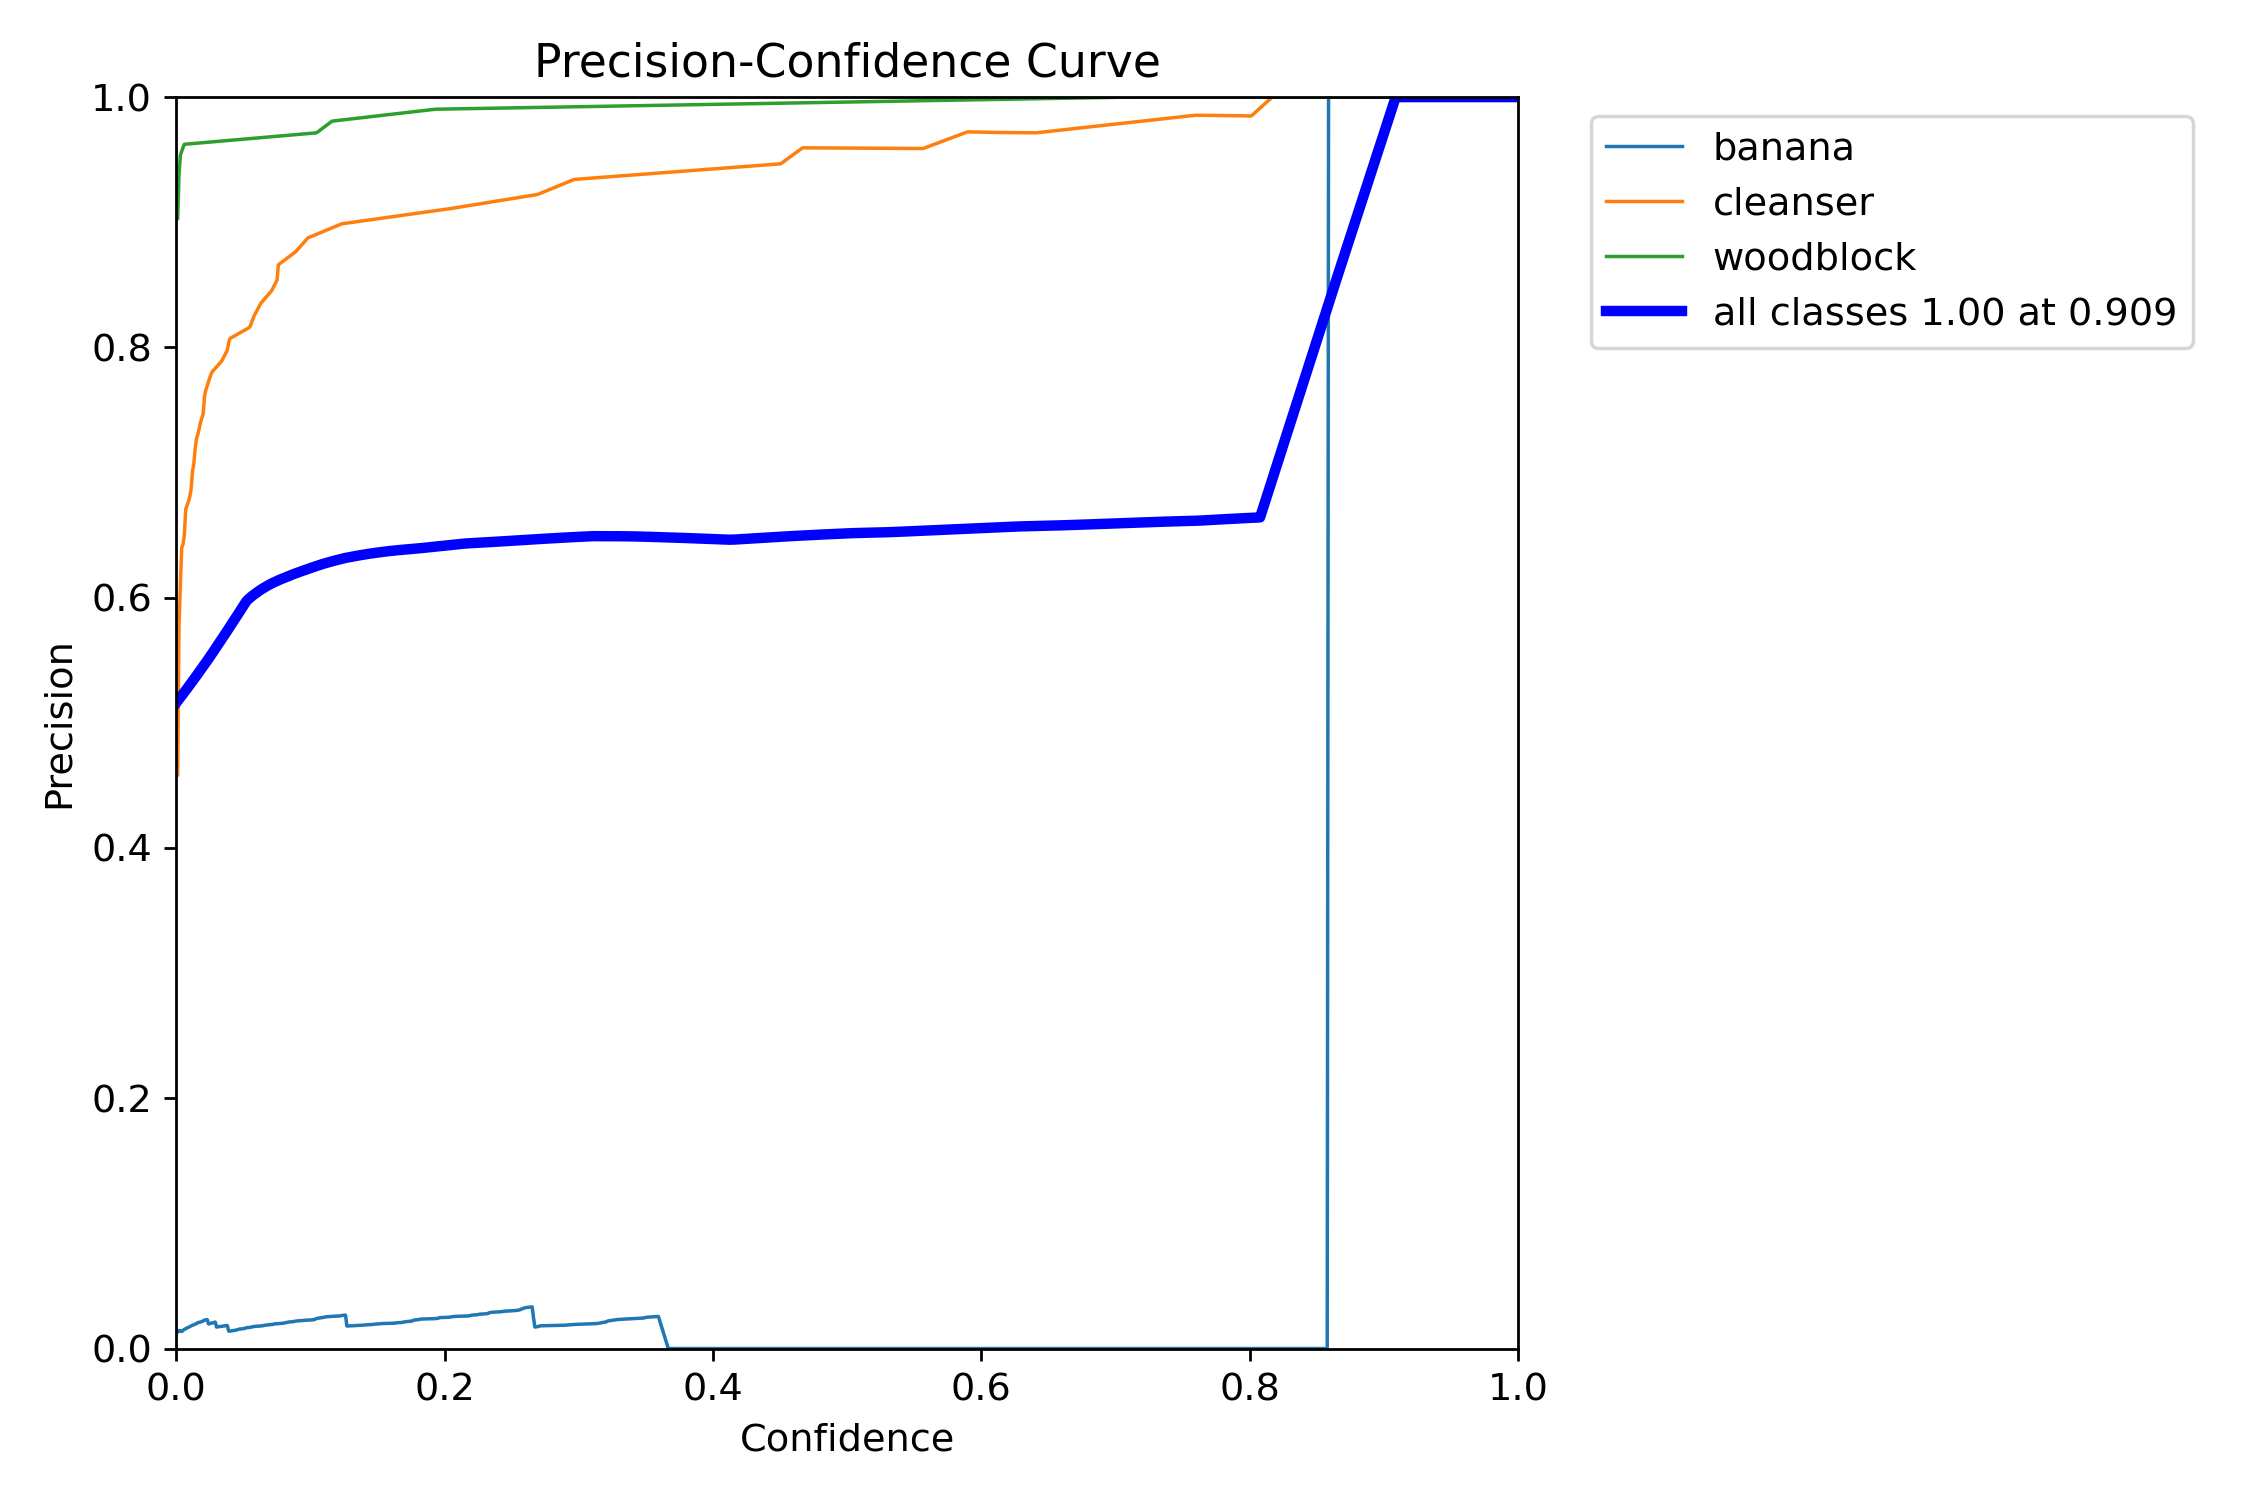 Precision-Confidence Curve
1.0
0.8
0.6
0.4
0.2
0.0
Precision
0.0 0.2 0.4 0.6 0.8 1.0
Confidence
banana
cleanser
woodblock
all classes 1.00 at 0.909